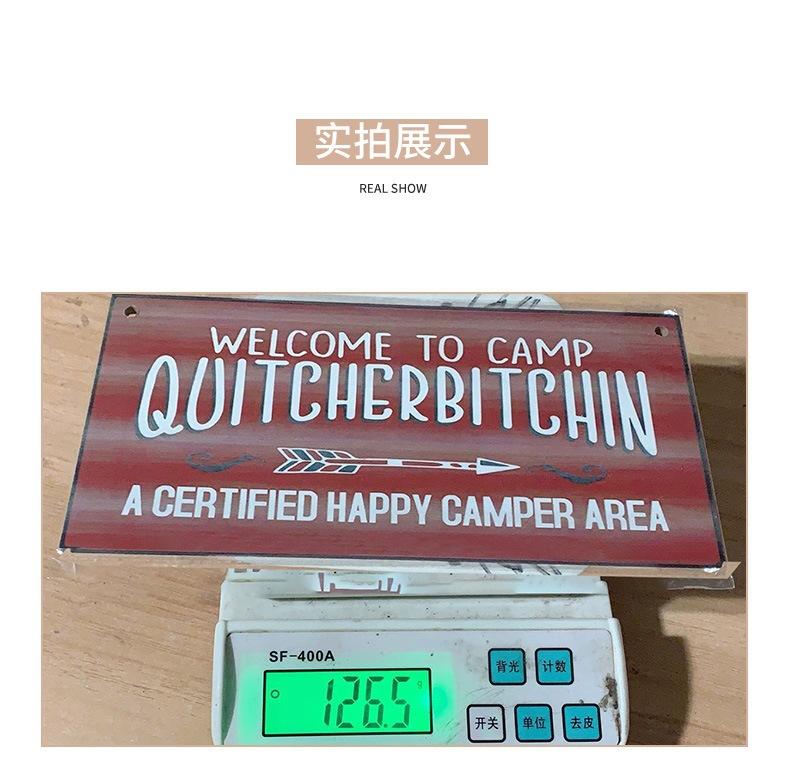 实拍展示
REAL SHOW
WELCOME TO CAMP
QUITCHERBITCHIN
A CERTIFIED HAPPY CAMPER AREA
SF-400A
背光 计数
126.5 g
开关 单位 去皮